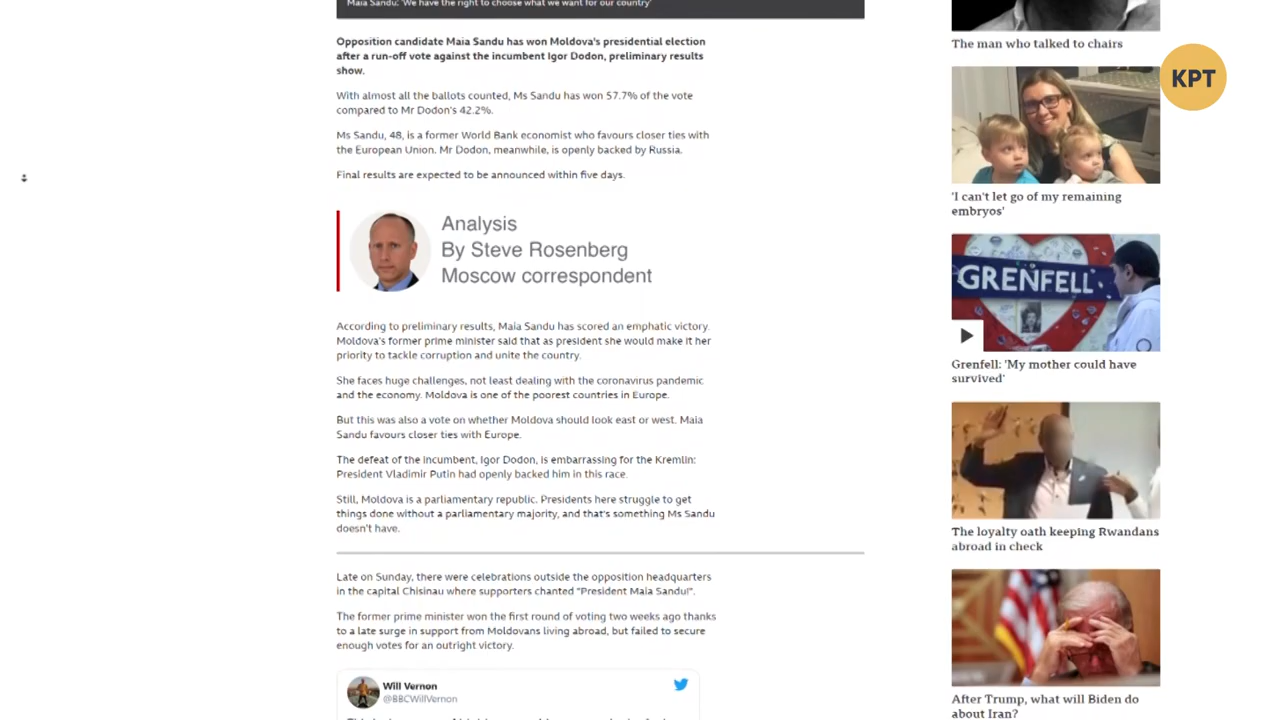 Maia Sandu: 'We have the right to choose what we want for our country'
Opposition candidate Maia Sandu has won Moldova's presidential election
after a run-off vote against the incumbent Igor Dodon, preliminary results
show.
With almost all the ballots counted, Ms Sandu has won 57.7% of the vote
compared to Mr Dodon's 42.2%.
Ms Sandu, 48, is a former World Bank economist who favours closer ties with
the European Union. Mr Dodon, meanwhile, is openly backed by Russia.
Final results are expected to be announced within five days.
Analysis
By Steve Rosenberg
Moscow correspondent
According to preliminary results, Maia Sandu has scored an emphatic victory.
Moldova's former prime minister said that as president she would make it her
priority to tackle corruption and unite the country.
She faces huge challenges, not least dealing with the coronavirus pandemic
and the economy. Moldova is one of the poorest countries in Europe.
But this was also a vote on whether Moldova should look east or west. Maia
Sandu favours closer ties with Europe.
The defeat of the incumbent, Igor Dodon, is embarrassing for the Kremlin:
President Vladimir Putin had openly backed him in this race.
Still, Moldova is a parliamentary republic. Presidents here struggle to get
things done without a parliamentary majority, and that's something Ms Sandu
doesn't have.
Late on Sunday, there were celebrations outside the opposition headquarters
in the capital Chisinau where supporters chanted "President Maia Sandu!".
The former prime minister won the first round of voting two weeks ago thanks
to a late surge in support from Moldovans living abroad, but failed to secure
enough votes for an outright victory.
Will Vernon
@BBCWillVernon
The man who talked to chairs
KPT
'I can't let go of my remaining
embryos'
GRENFELL
Grenfell: 'My mother could have
survived'
The loyalty oath keeping Rwandans
abroad in check
After Trump, what will Biden do
about Iran?